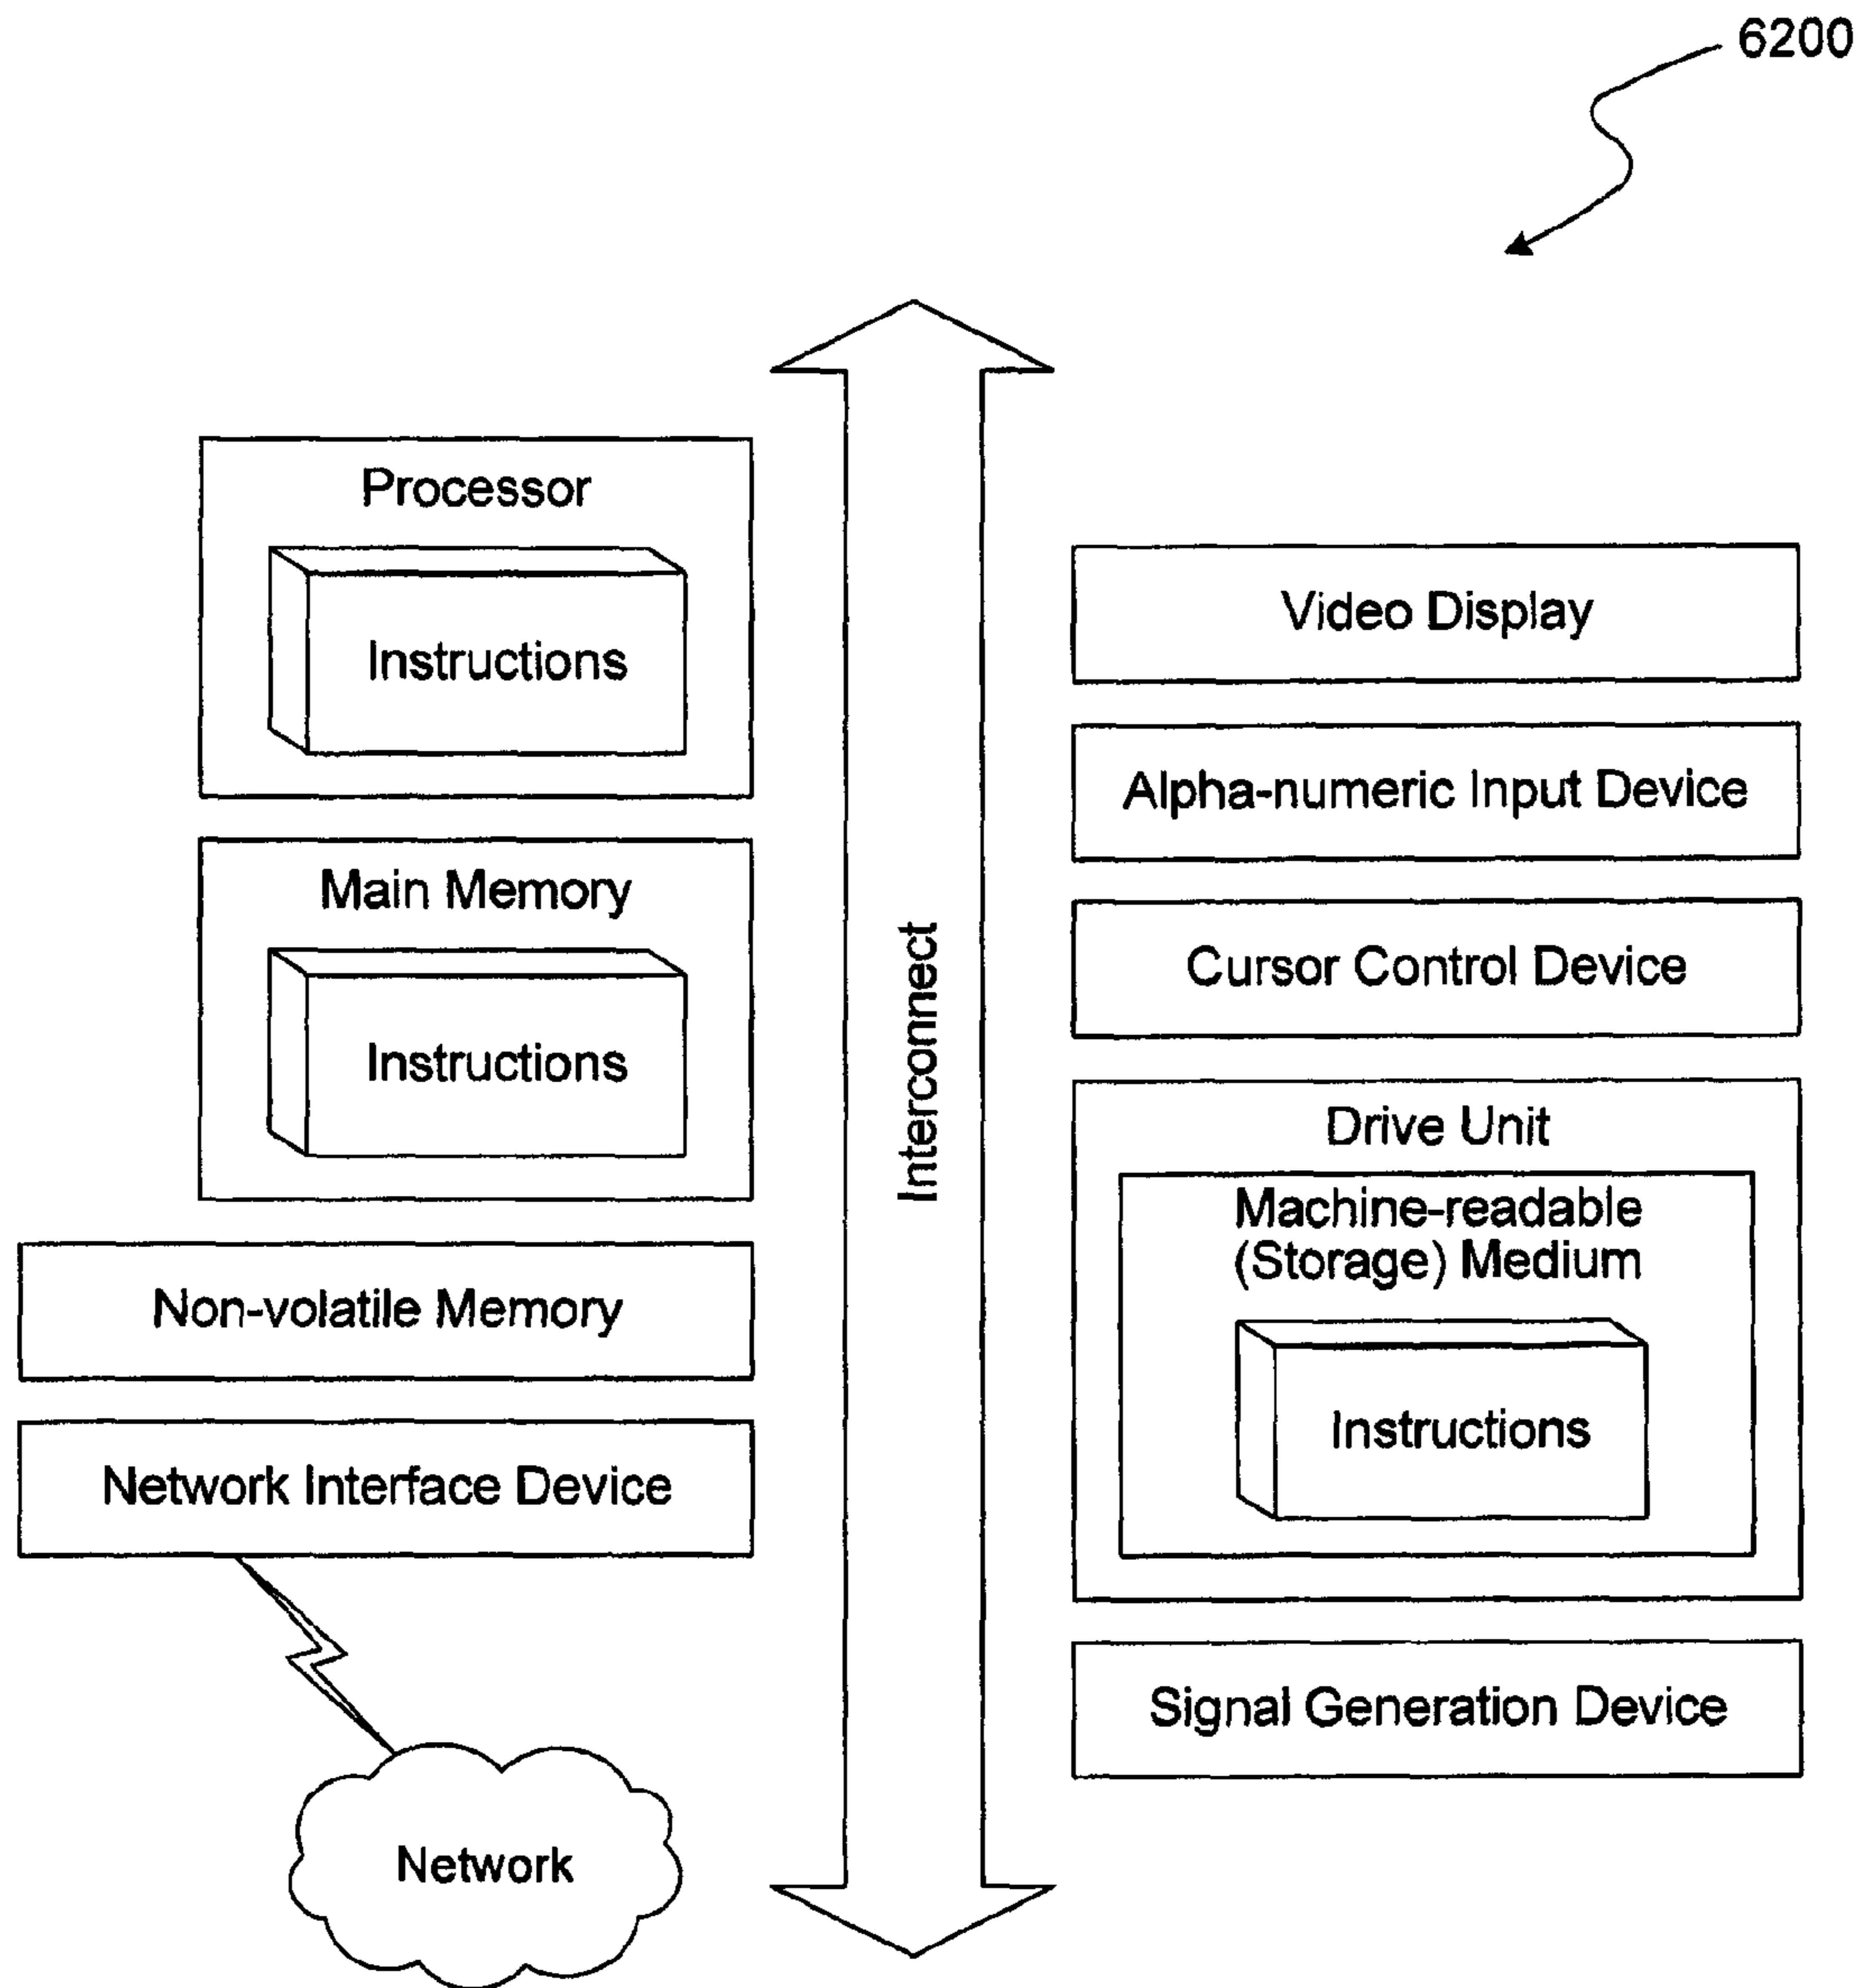 6200
Processor
Instructions
Main Memory
Instructions
Non-volatile Memory
Network Interface Device
Network
Interconnect
Video Display
Alpha-numeric Input Device
Cursor Control Device
Drive Unit
Machine-readable
(Storage) Medium
Instructions
Signal Generation Device